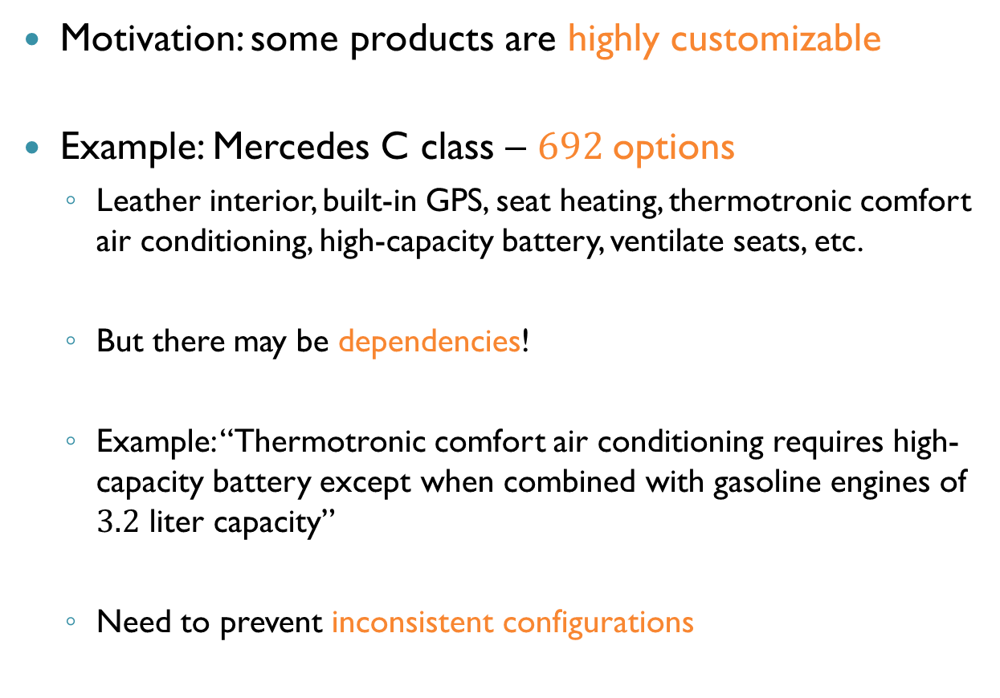 • Motivation: some products are highly customizable
• Example: Mercedes C class – 692 options
◦ Leather interior, built-in GPS, seat heating, thermotronic comfort
air conditioning, high-capacity battery, ventilate seats, etc.
◦ But there may be dependencies!
◦ Example: “Thermotronic comfort air conditioning requires high-
capacity battery except when combined with gasoline engines of
3.2 liter capacity”
◦ Need to prevent inconsistent configurations